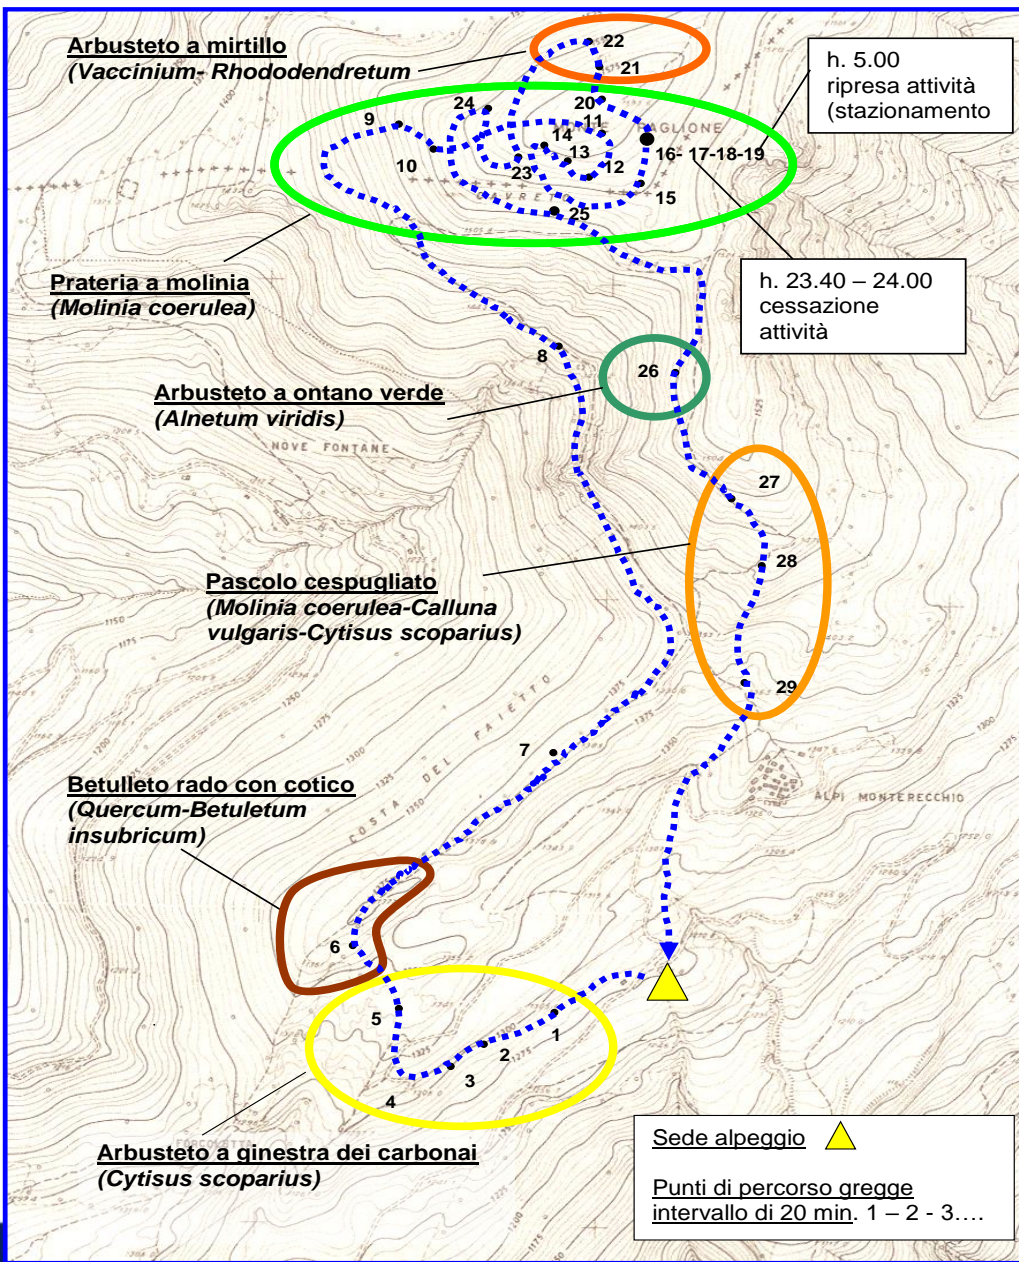 Arbusteto a mirtillo
(Vaccinium- Rhododendretum
h. 5.00
ripresa attività
(stazionamento
22
21
24
20
9
11
14
MONTE PAGLIONE
10
13
16- 17-18-19
23
12
15
25
Prateria a molinia
(Molinia coerulea)
h. 23.40 – 24.00
cessazione
attività
8
26
Arbusteto a ontano verde
(Alnetum viridis)
NOVE FONTANE
27
28
Pascolo cespugliato
(Molinia coerulea-Calluna
vulgaris-Cytisus scoparius)
29
7
COSTA DEL FAIETTO
ALPI MONTERECCHIO
Betulleto rado con cotico
(Quercum-Betuletum
insubricum)
6
5
1
2
3
4
Arbusteto a ginestra dei carbonai
(Cytisus scoparius)
Sede alpeggio
Punti di percorso gregge
intervallo di 20 min. 1 – 2 - 3….